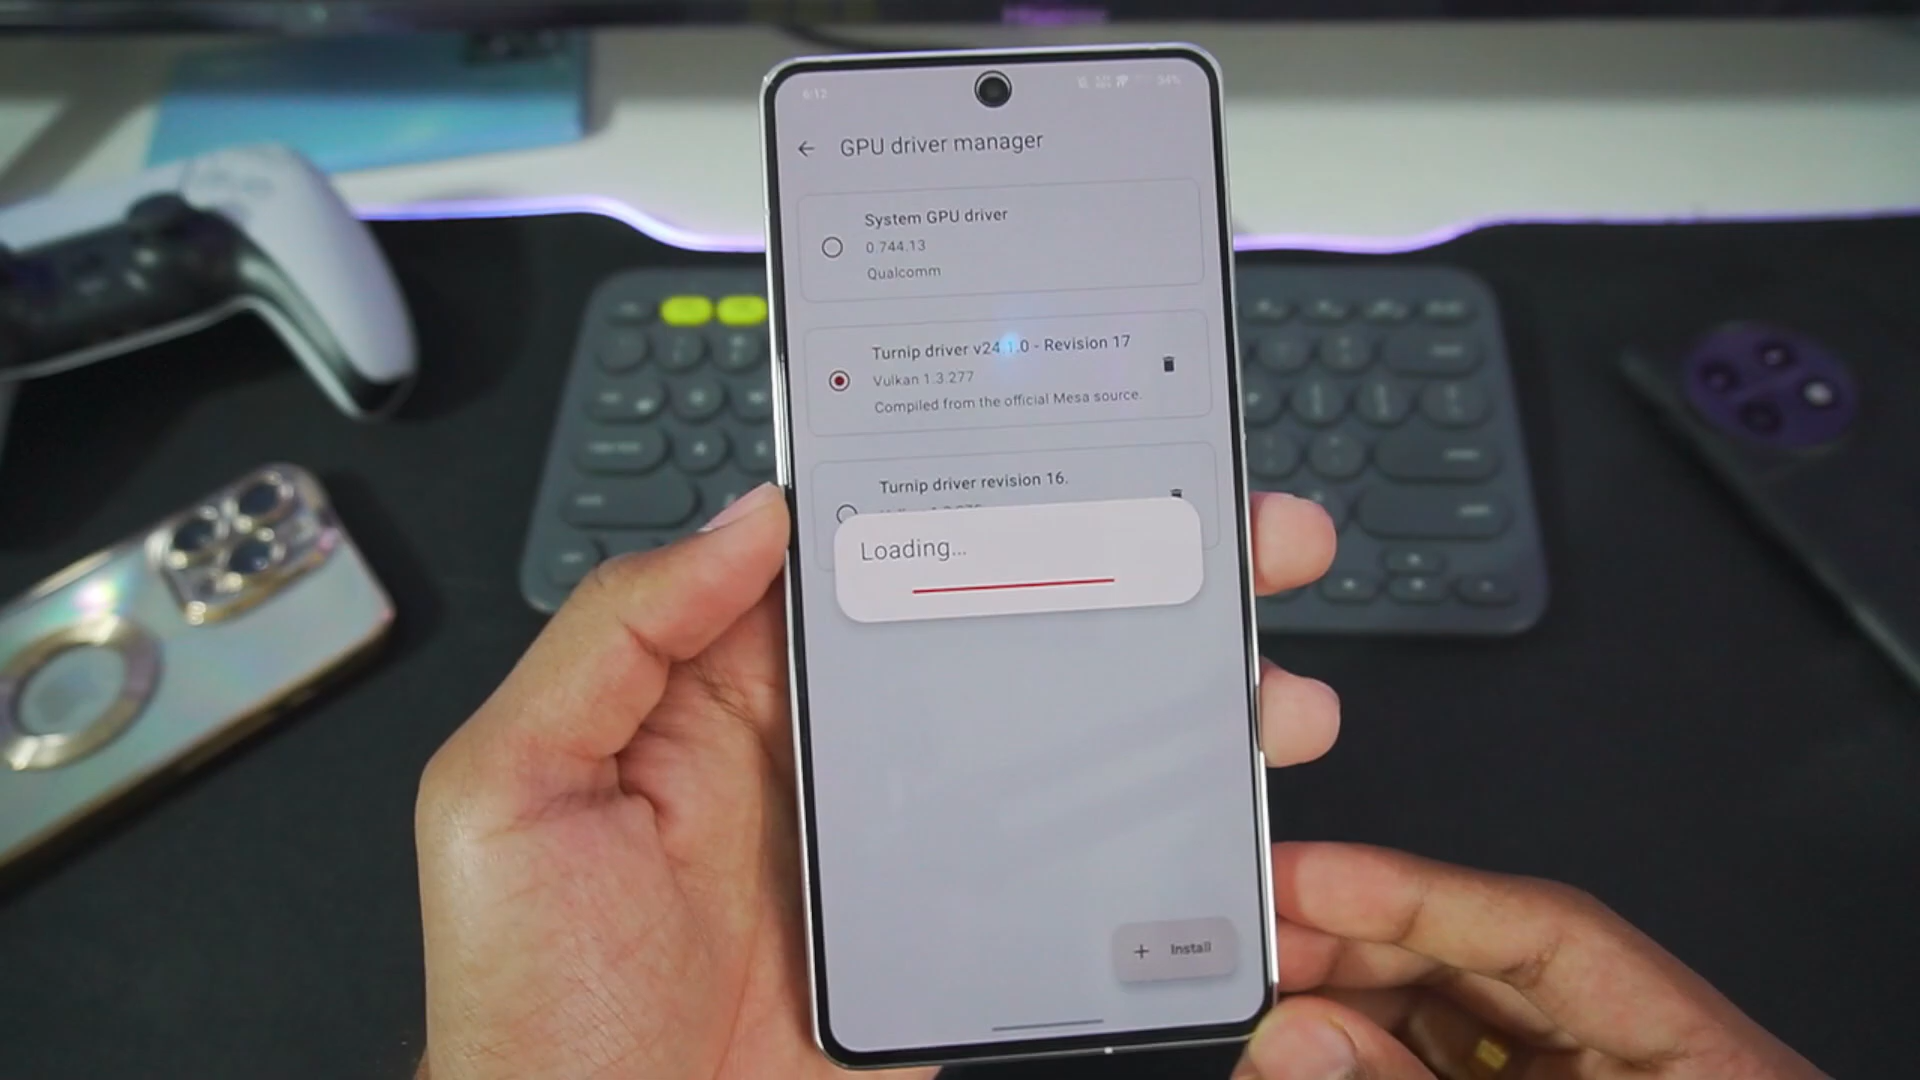 6:12
34%
GPU driver manager
System GPU driver
0.744.13
Qualcomm
Turnip driver v24.1.0 - Revision 17
Vulkan 1.3.277
Compiled from the official Mesa source.
Turnip driver revision 16.
Loading...
+ Install